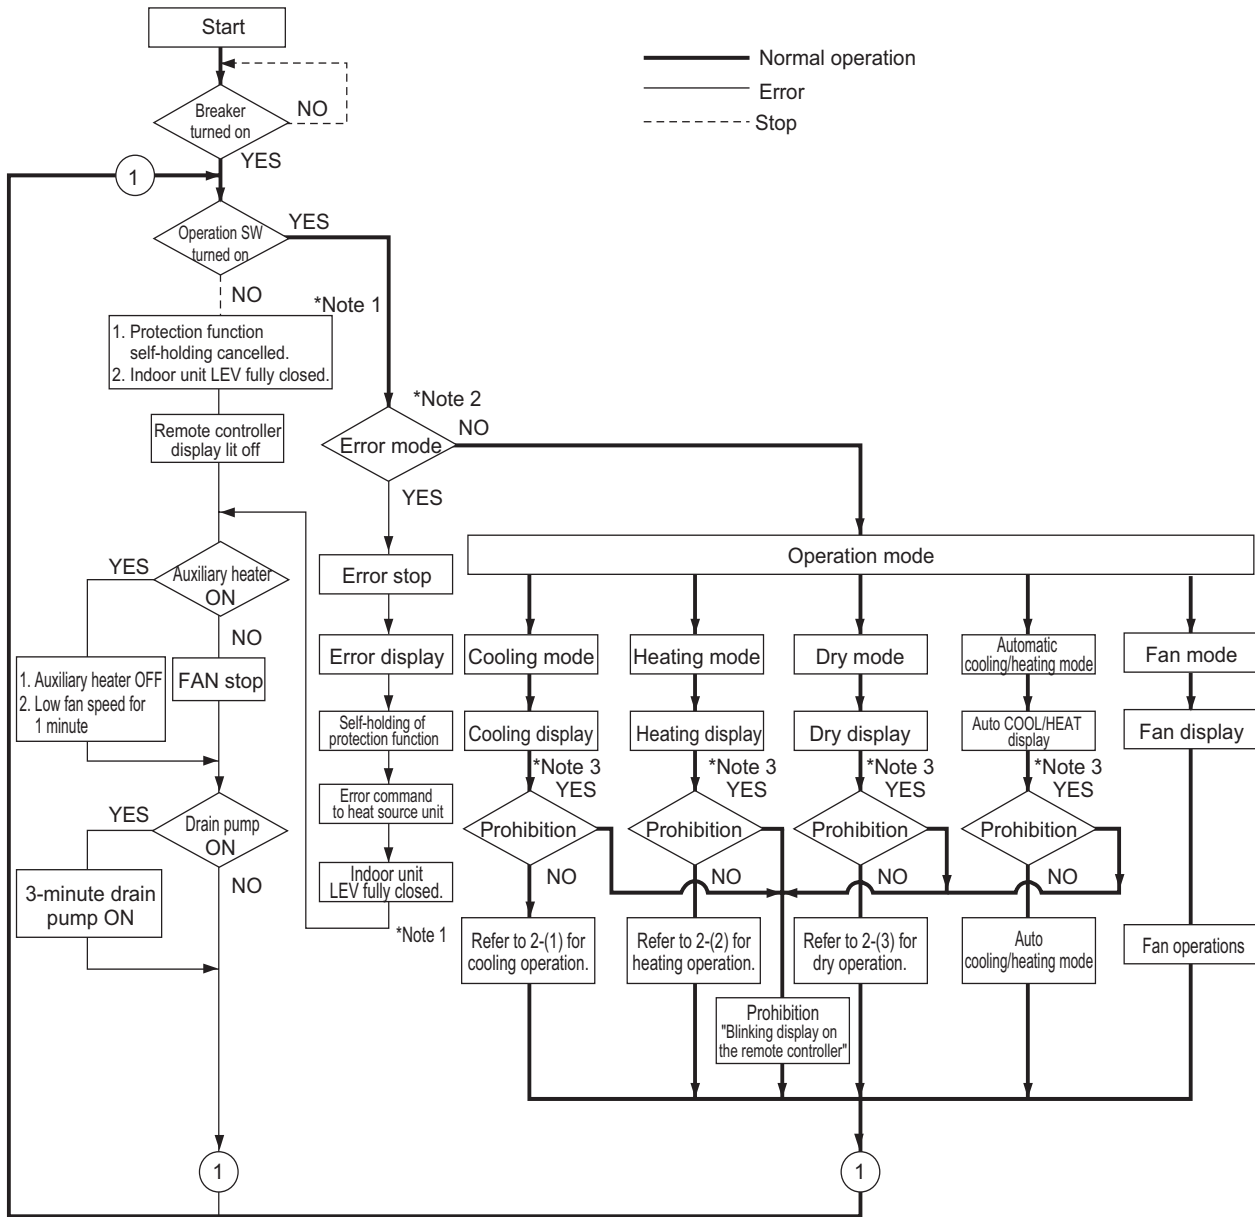 Start
Normal operation
Error
Stop
Breaker
turned on
NO
YES
1
Operation SW
turned on
YES
NO
*Note 1
1. Protection function
self-holding cancelled.
2. Indoor unit LEV fully closed.
Remote controller
display lit off
*Note 2
Error mode
NO
YES
Operation mode
YES
Auxiliary heater
ON
NO
1. Auxiliary heater OFF
2. Low fan speed for
1 minute
FAN stop
YES
Drain pump
ON
NO
3-minute drain
pump ON
1
Error stop
Error display
Self-holding of
protection function
Error command
to heat source unit
Indoor unit
LEV fully closed.
*Note 1
Cooling mode
Cooling display
*Note 3
YES
Prohibition
NO
Refer to 2-(1) for
cooling operation.
Heating mode
Heating display
*Note 3
YES
Prohibition
NO
Refer to 2-(2) for
heating operation.
Prohibition
"Blinking display on
the remote controller"
Dry mode
Dry display
*Note 3
YES
Prohibition
NO
Refer to 2-(3) for
dry operation.
Automatic
cooling/heating mode
Auto COOL/HEAT
display
*Note 3
YES
Prohibition
NO
Auto
cooling/heating mode
Fan mode
Fan display
Fan operations
1